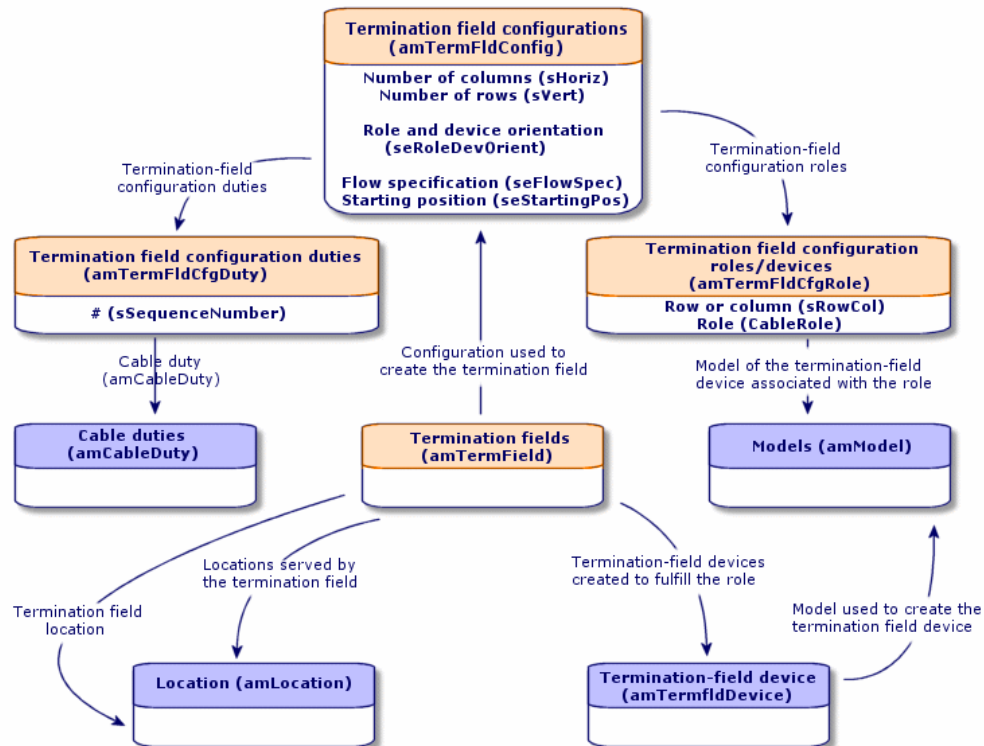 Termination field configurations
(amTermFldConfig)
Number of columns (sHoriz)
Number of rows (sVert)
Role and device orientation
(seRoleDevOrient)
Flow specification (seFlowSpec)
Starting position (seStartingPos)
Termination-field
configuration duties
Termination-field
configuration roles
Termination field configuration duties
(amTermFldCfgDuty)
# (sSequenceNumber)
Termination field configuration
roles/devices
(amTermFldCfgRole)
Row or column (sRowCol)
Role (CableRole)
Cable duty
(amCableDuty)
Configuration used to
create the termination field
Model of the termination-field
device associated with the role
Cable duties
(amCableDuty)
Termination fields
(amTermField)
Models (amModel)
Locations served by
the termination field
Termination-field devices
created to fulfill the role
Termination field
location
Model used to create the
termination field device
Location (amLocation)
Termination-field device
(amTermfldDevice)